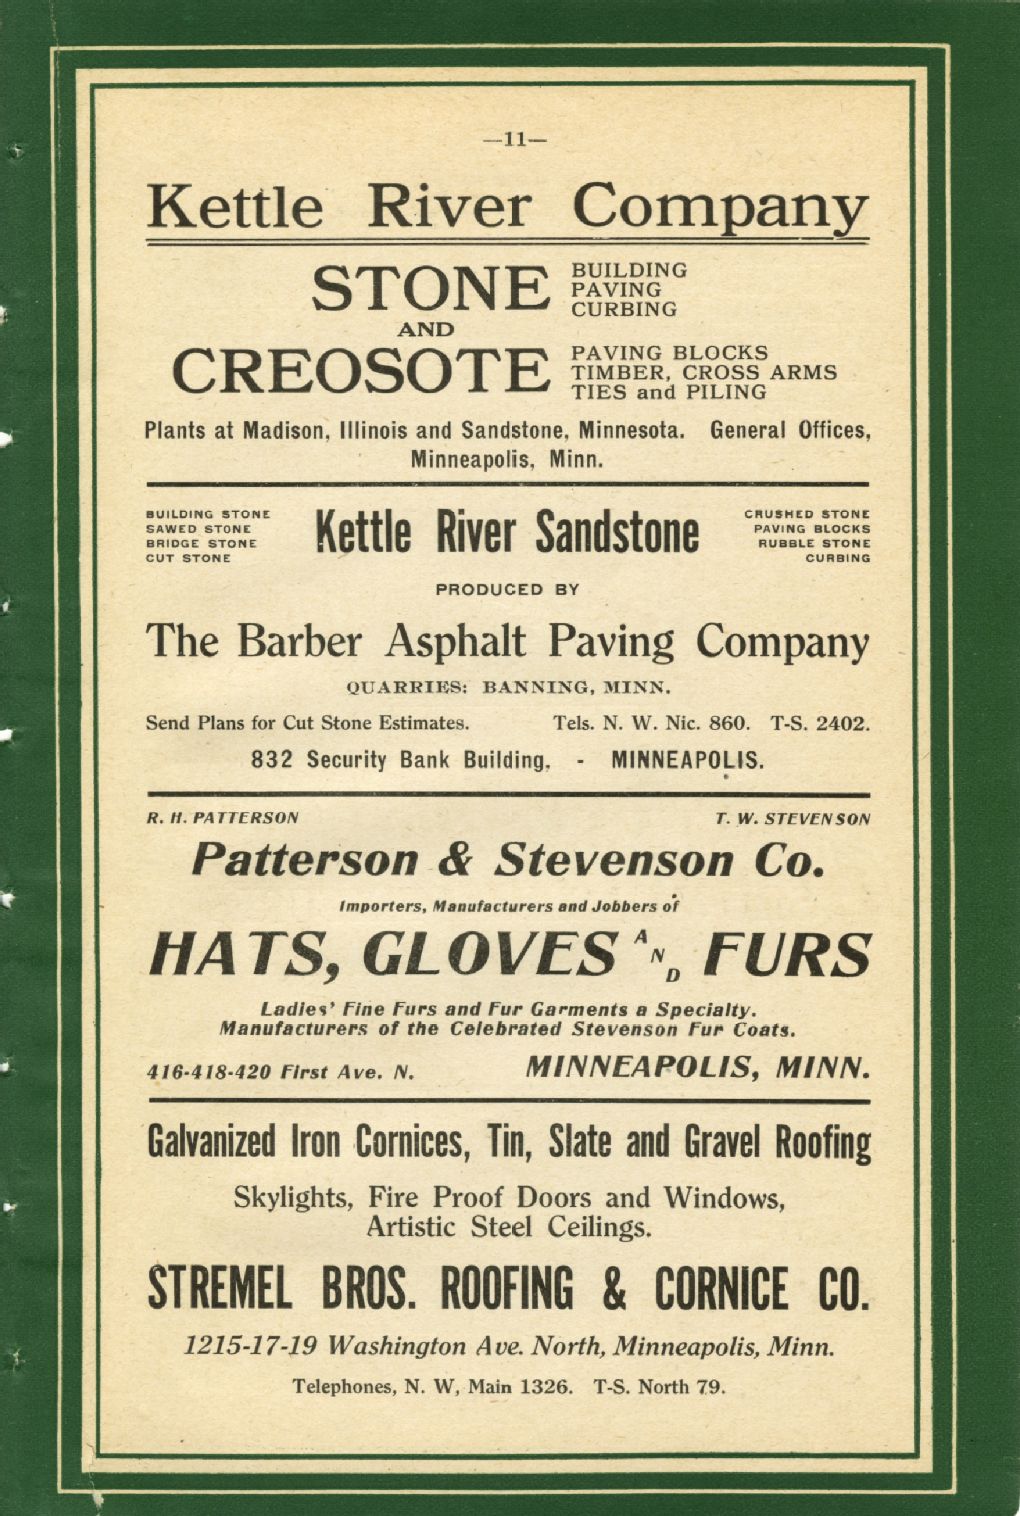 —11—
Kettle River Company
STONE
BUILDING
PAVING
CURBING
AND
CREOSOTE
PAVING BLOCKS
TIMBER, CROSS ARMS
TIES and PILING
Plants at Madison, Illinois and Sandstone, Minnesota. General Offices,
Minneapolis, Minn.
BUILDING STONE
SAWED STONE
BRIDGE STONE
CUT STONE
Kettle River Sandstone
CRUSHED STONE
PAVING BLOCKS
RUBBLE STONE
CURBING
PRODUCED BY
The Barber Asphalt Paving Company
QUARRIES: BANNING, MINN.
Send Plans for Cut Stone Estimates. Tels. N. W. Nic. 860. T-S. 2402.
832 Security Bank Building, - MINNEAPOLIS.
R. H. PATTERSON T. W. STEVENSON
Patterson & Stevenson Co.
Importers, Manufacturers and Jobbers of
HATS, GLOVES AND FURS
Ladies' Fine Furs and Fur Garments a Specialty.
Manufacturers of the Celebrated Stevenson Fur Coats.
416-418-420 First Ave. N. MINNEAPOLIS, MINN.
Galvanized Iron Cornices, Tin, Slate and Gravel Roofing
Skylights, Fire Proof Doors and Windows,
Artistic Steel Ceilings.
STREMEL BROS. ROOFING & CORNICE CO.
1215-17-19 Washington Ave. North, Minneapolis, Minn.
Telephones, N. W, Main 1326. T-S. North 79.